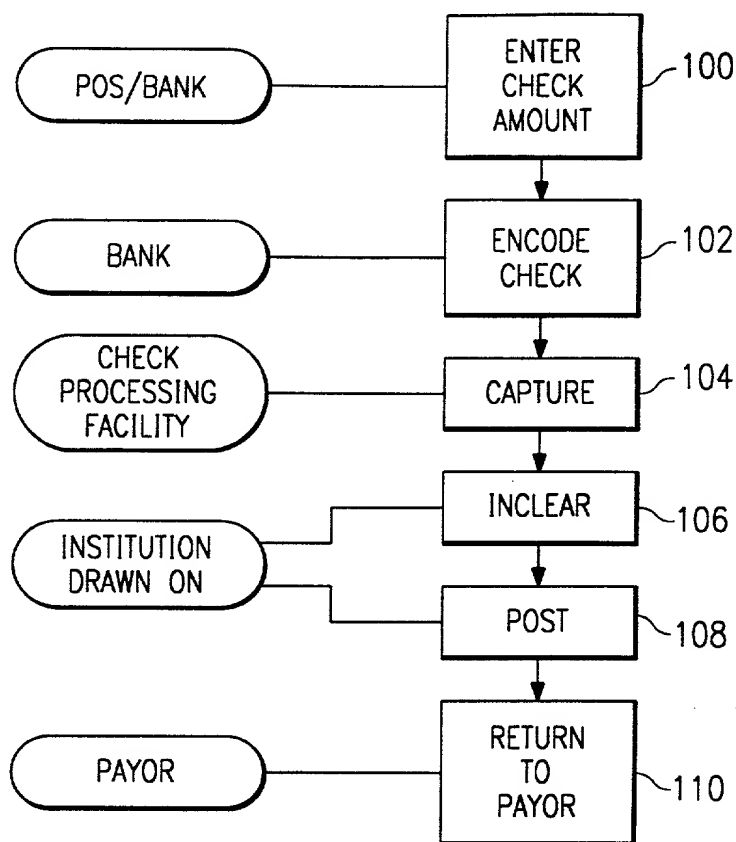 POS/BANK
ENTER
CHECK
AMOUNT
100
BANK
ENCODE
CHECK
102
CHECK
PROCESSING
FACILITY
CAPTURE
104
INSTITUTION
DRAWN ON
INCLEAR
106
POST
108
PAYOR
RETURN
TO
PAYOR
110